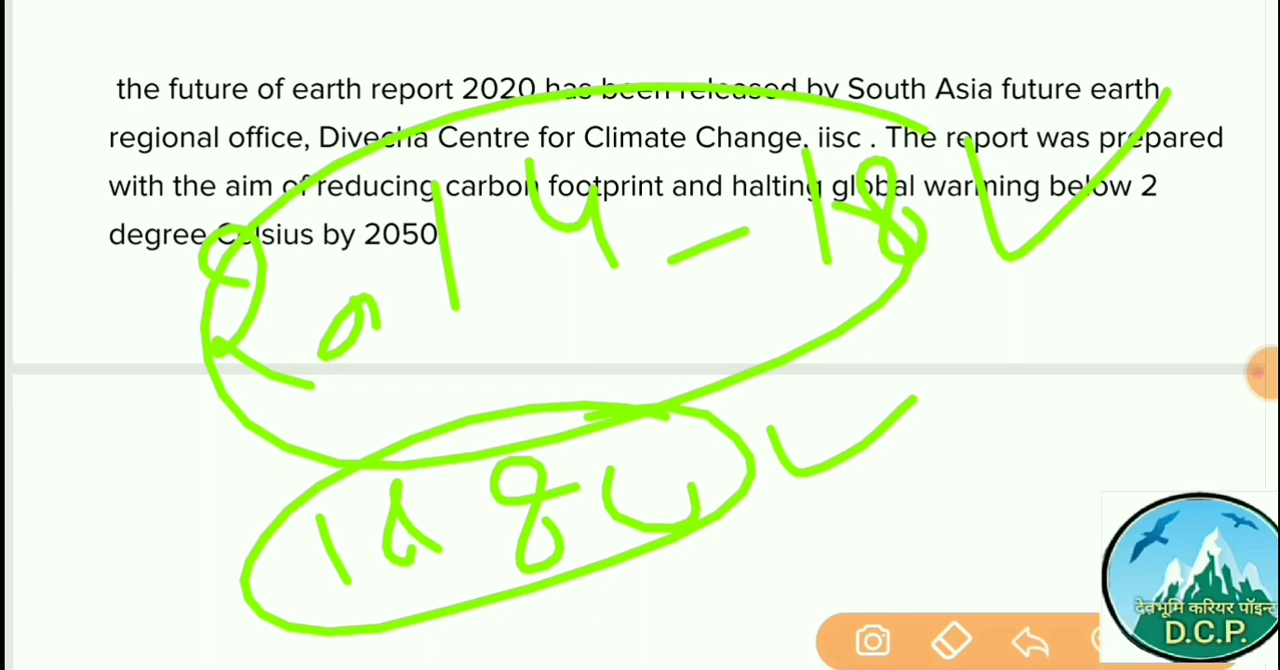 the future of earth report 2020 has been released by South Asia future earth
regional office, Divecha Centre for Climate Change, iisc . The report was prepared
with the aim of reducing carbon footprint and halting global warming below 2
degree Celsius by 2050
14-18
देवभूमि करियर पॉइन्ट
D.C.P.